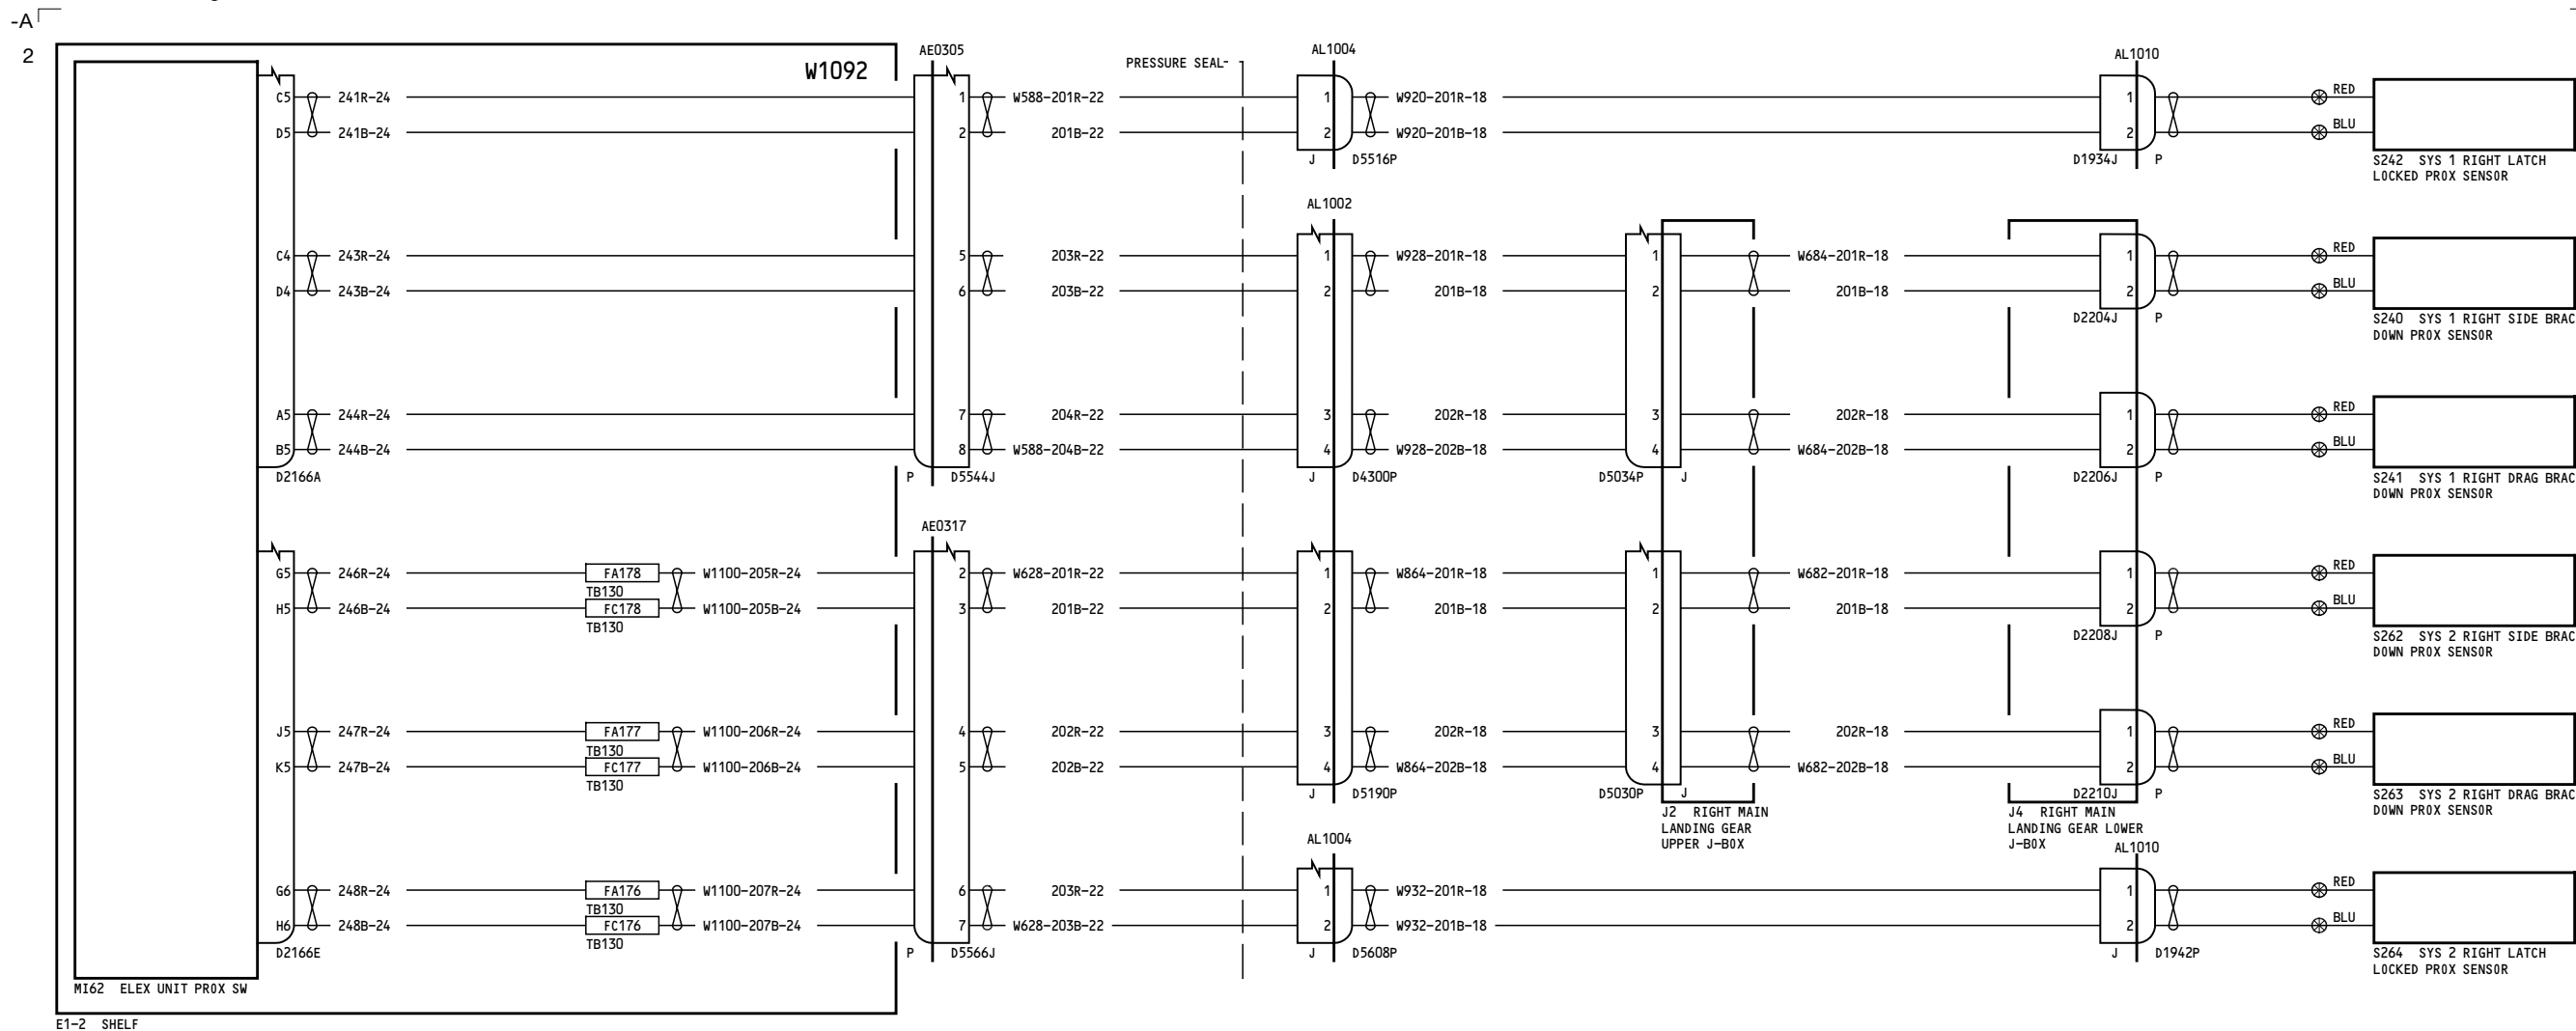 -A
2
W1092
AE0305
PRESSURE SEAL-
AL1004
AL1010
C5 241R-24 1 W588-201R-22 1 W920-201R-18 1 RED
D5 241B-24 2 201B-22 2 W920-201B-18 2 BLU
J D5516P D1934J P
S242 SYS 1 RIGHT LATCH
LOCKED PROX SENSOR
AL1002
C4 243R-24 5 203R-22 1 W928-201R-18 1 W684-201R-18 1 RED
D4 243B-24 6 203B-22 2 201B-18 2 201B-18 2 BLU
D2204J P
S240 SYS 1 RIGHT SIDE BRAC
DOWN PROX SENSOR
A5 244R-24 7 204R-22 3 202R-18 3 202R-18 1 RED
B5 244B-24 8 W588-204B-22 4 W928-202B-18 4 W684-202B-18 2 BLU
D2166A P D5544J J D4300P D5034P J D2206J P
S241 SYS 1 RIGHT DRAG BRAC
DOWN PROX SENSOR
AE0317
G5 246R-24 FA178 W1100-205R-24 2 W628-201R-22 1 W864-201R-18 1 W682-201R-18 1 RED
TB130
H5 246B-24 FC178 W1100-205B-24 3 201B-22 2 201B-18 2 201B-18 2 BLU
TB130
D2208J P
S262 SYS 2 RIGHT SIDE BRAC
DOWN PROX SENSOR
J5 247R-24 FA177 W1100-206R-24 4 202R-22 3 202R-18 3 202R-18 1 RED
TB130
K5 247B-24 FC177 W1100-206B-24 5 202B-22 4 W864-202B-18 4 W682-202B-18 2 BLU
TB130
J D5190P D5030P J D2210J P
S263 SYS 2 RIGHT DRAG BRAC
DOWN PROX SENSOR
J2 RIGHT MAIN
LANDING GEAR
UPPER J-BOX
J4 RIGHT MAIN
LANDING GEAR LOWER
J-BOX
AL1004
AL1010
G6 248R-24 FA176 W1100-207R-24 6 203R-22 1 W932-201R-18 1 RED
TB130
H6 248B-24 FC176 W1100-207B-24 7 W628-203B-22 2 W932-201B-18 2 BLU
TB130
D2166E P D5566J J D5608P J D1942P
S264 SYS 2 RIGHT LATCH
LOCKED PROX SENSOR
MI62 ELEX UNIT PROX SW
E1-2 SHELF